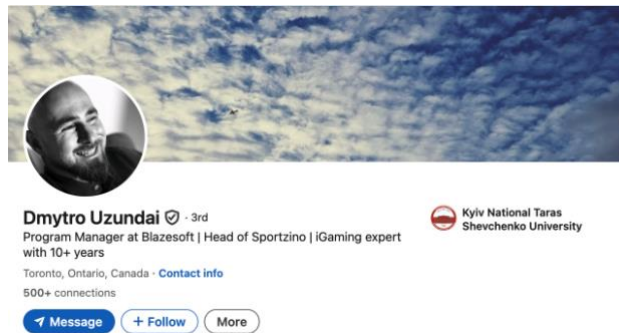 Dmytro Uzundai · 3rd
Program Manager at Blazesoft | Head of Sportzino | iGaming expert
with 10+ years
Toronto, Ontario, Canada · Contact info
500+ connections
Message
+ Follow
More
Kyiv National Taras
Shevchenko University